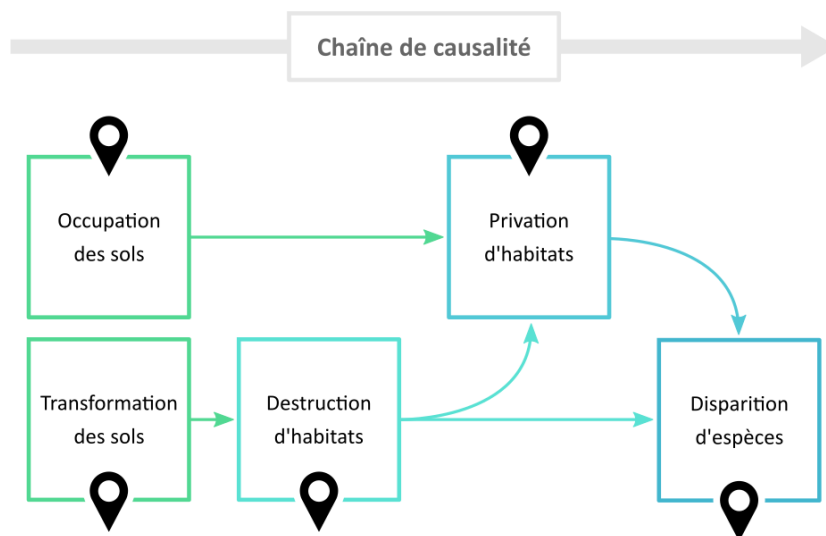 Chaîne de causalité
Occupation
des sols
Privation
d'habitats
Transformation
des sols
Destruction
d'habitats
Disparition
d'espèces